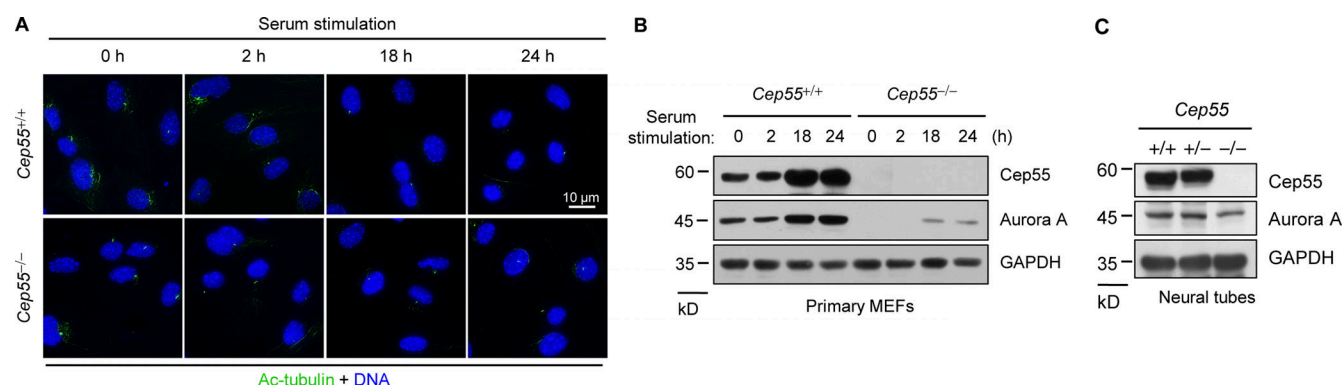 A
Serum stimulation
0 h 2 h 18 h 24 h
Cep55+/+
10 µm
Cep55−/−
Ac-tubulin + DNA
B
Cep55+/+ Cep55−/−
Serum
stimulation: 0 2 18 24 0 2 18 24 (h)
60 Cep55
45 Aurora A
35 GAPDH
kD Primary MEFs
C
Cep55
+/+ +/− −/−
60 Cep55
45 Aurora A
35 GAPDH
kD Neural tubes